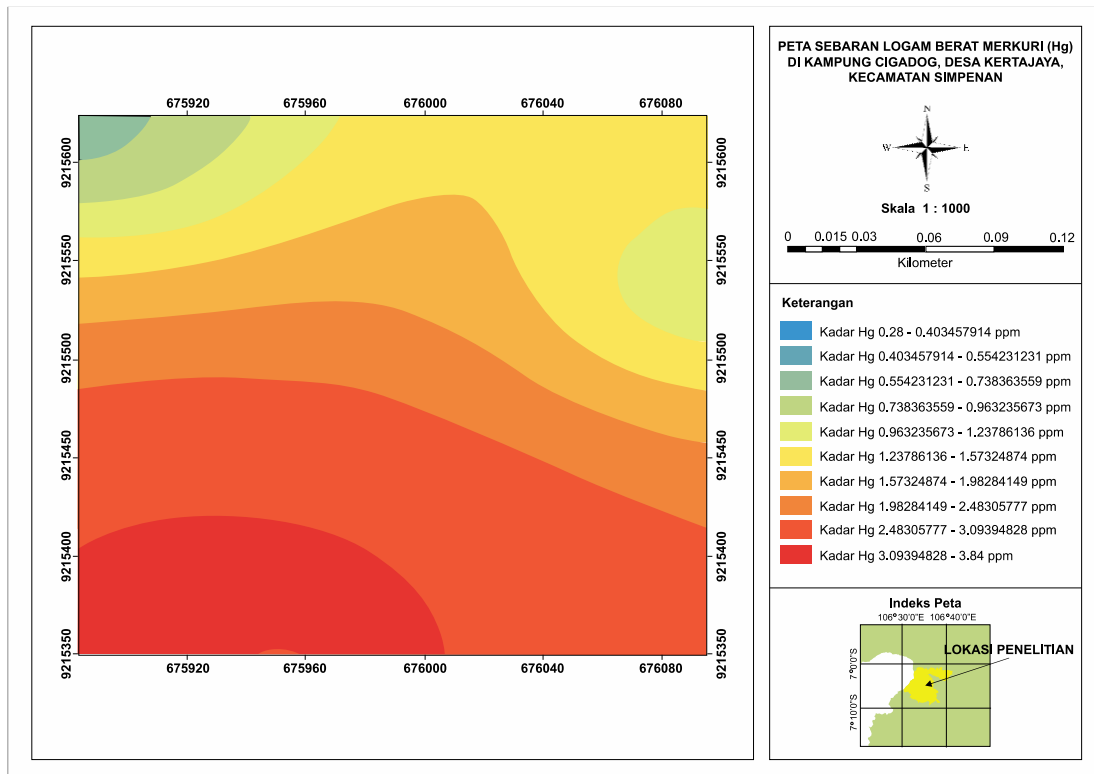 675920 675960 676000 676040 676080
9215600 9215600
9215550 9215550
9215500 9215500
9215450 9215450
9215400 9215400
9215350 9215350
675920 675960 676000 676040 676080
PETA SEBARAN LOGAM BERAT MERKURI (Hg)
DI KAMPUNG CIGADOG, DESA KERTAJAYA,
KECAMATAN SIMPENAN
N
W E
S
Skala 1 : 1000
0 0.015 0.03 0.06 0.09 0.12
Kilometer
Keterangan
Kadar Hg 0.28 - 0.403457914 ppm
Kadar Hg 0.403457914 - 0.554231231 ppm
Kadar Hg 0.554231231 - 0.738363559 ppm
Kadar Hg 0.738363559 - 0.963235673 ppm
Kadar Hg 0.963235673 - 1.23786136 ppm
Kadar Hg 1.23786136 - 1.57324874 ppm
Kadar Hg 1.57324874 - 1.98284149 ppm
Kadar Hg 1.98284149 - 2.48305777 ppm
Kadar Hg 2.48305777 - 3.09394828 ppm
Kadar Hg 3.09394828 - 3.84 ppm
Indeks Peta
106°30'0"E 106°40'0"E
LOKASI PENELITIAN
7°0'0"S
7°10'0"S